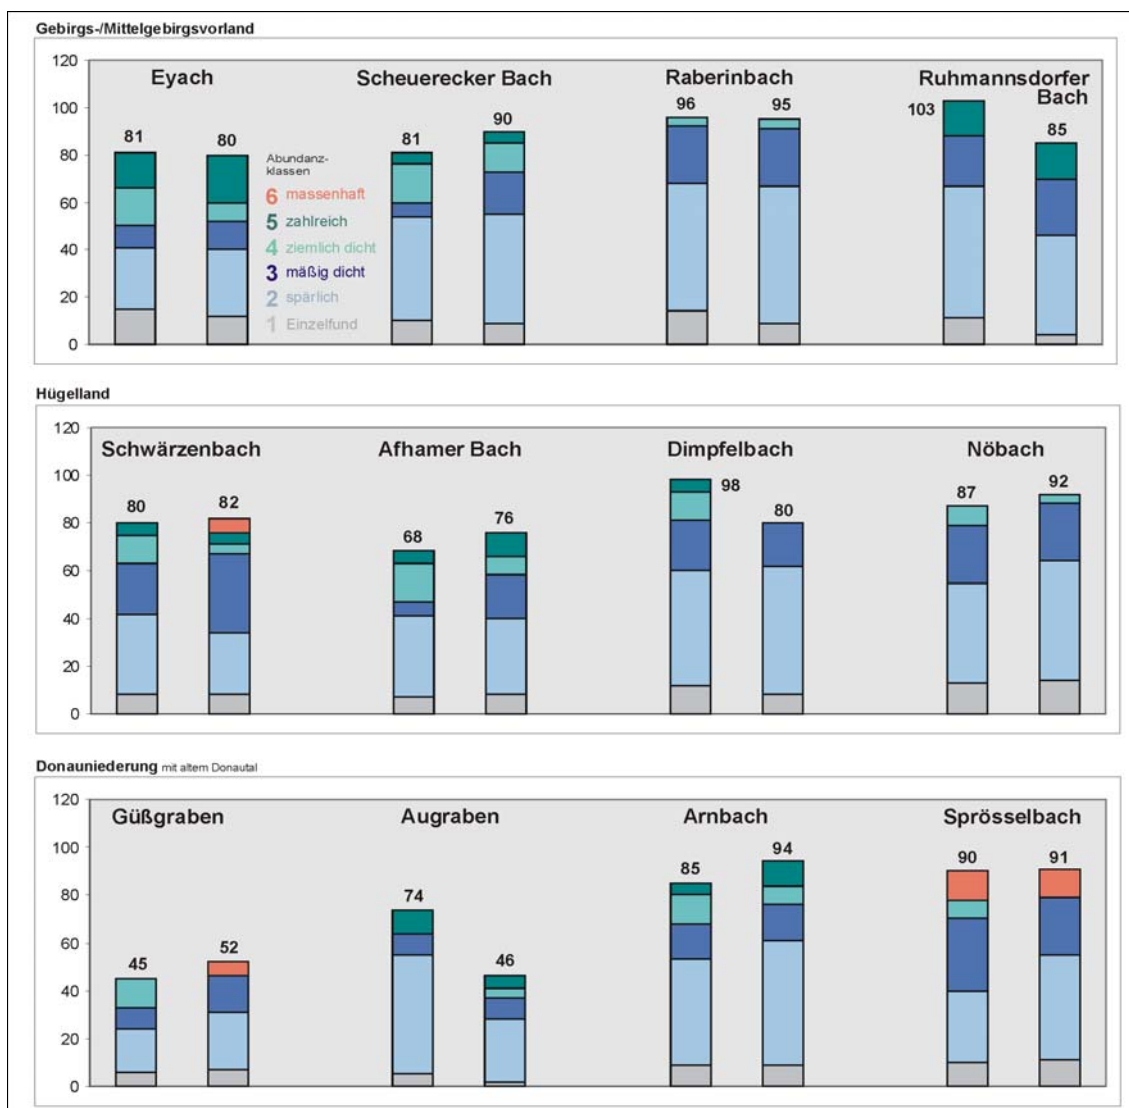 Gebirgs-/Mittelgebirgsvorland
120
100
80
60
40
20
0
Eyach
81
80
Abundanz-
klassen
6 massenhaft
5 zahlreich
4 ziemlich dicht
3 mäßig dicht
2 spärlich
1 Einzelfund
Scheuerecker Bach
81
90
Raberinbach
96
95
Ruhmannsdorfer
Bach
103
85
Hügelland
120
100
80
60
40
20
0
Schwärzenbach
80
82
Afhamer Bach
68
76
Dimpfelbach
98
80
Nöbach
87
92
Donauniederung mit altem Donautal
120
100
80
60
40
20
0
Güßgraben
45
52
Augraben
74
46
Arnbach
85
94
Sprösselbach
90
91